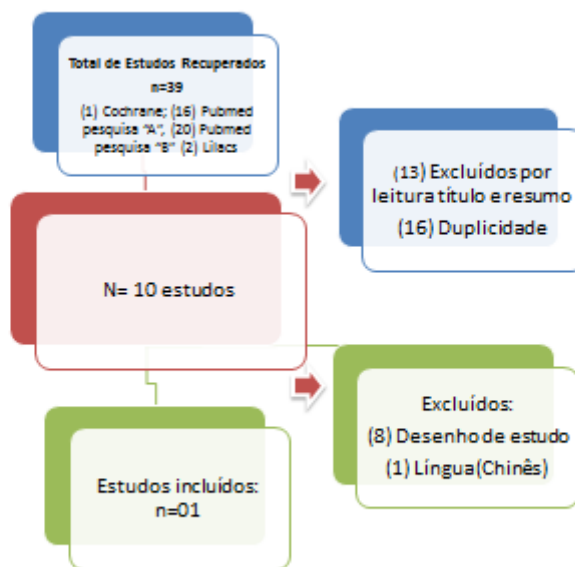 Total de Estudos Recuperados
n=39
(1) Cochrane; (16) Pubmed
pesquisa "A", (20) Pubmed
pesquisa "B" (2) Lilacs
(13) Excluídos por
leitura título e resumo
(16) Duplicidade
N= 10 estudos
Excluídos:
(8) Desenho de estudo
(1) Língua(Chinês)
Estudos incluídos:
n=01